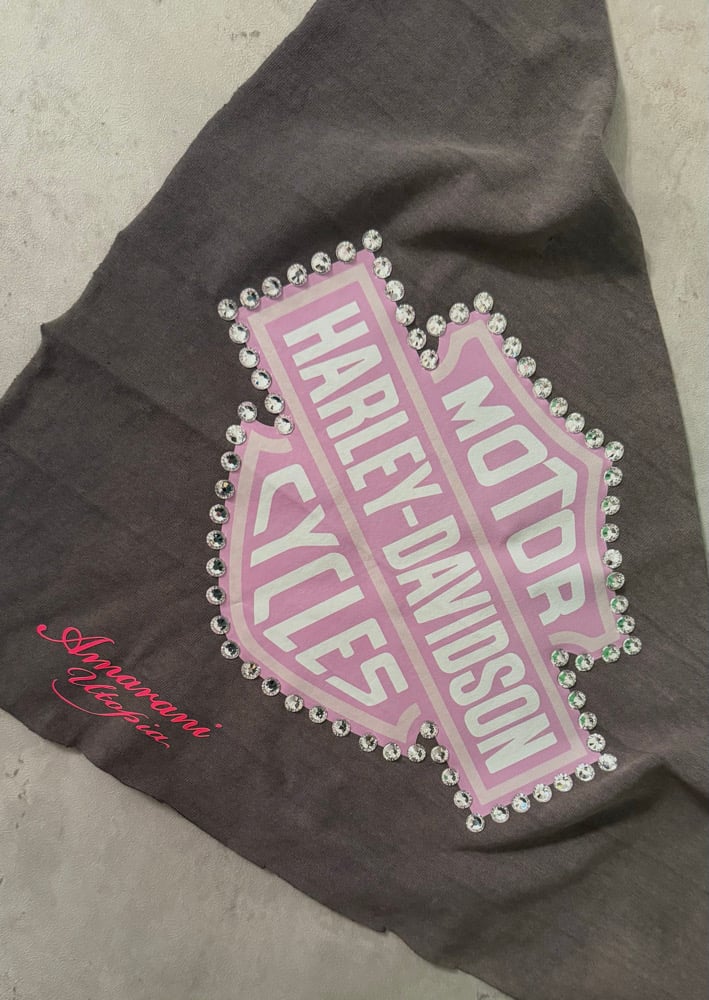 MOTOR
HARLEY-DAVIDSON
CYCLES
Amarani
Utopia